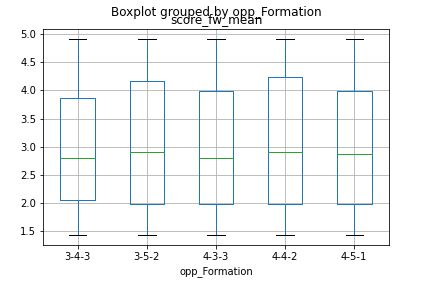 Boxplot grouped by opp_Formation
score_fw_mean
5.0
4.5
4.0
3.5
3.0
2.5
2.0
1.5
3-4-3 3-5-2 4-3-3 4-4-2 4-5-1
opp_Formation